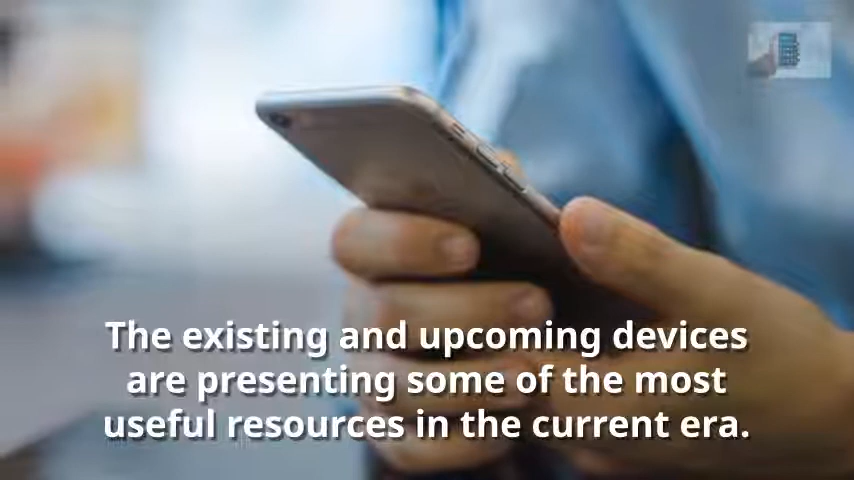 The existing and upcoming devices
are presenting some of the most
useful resources in the current era.